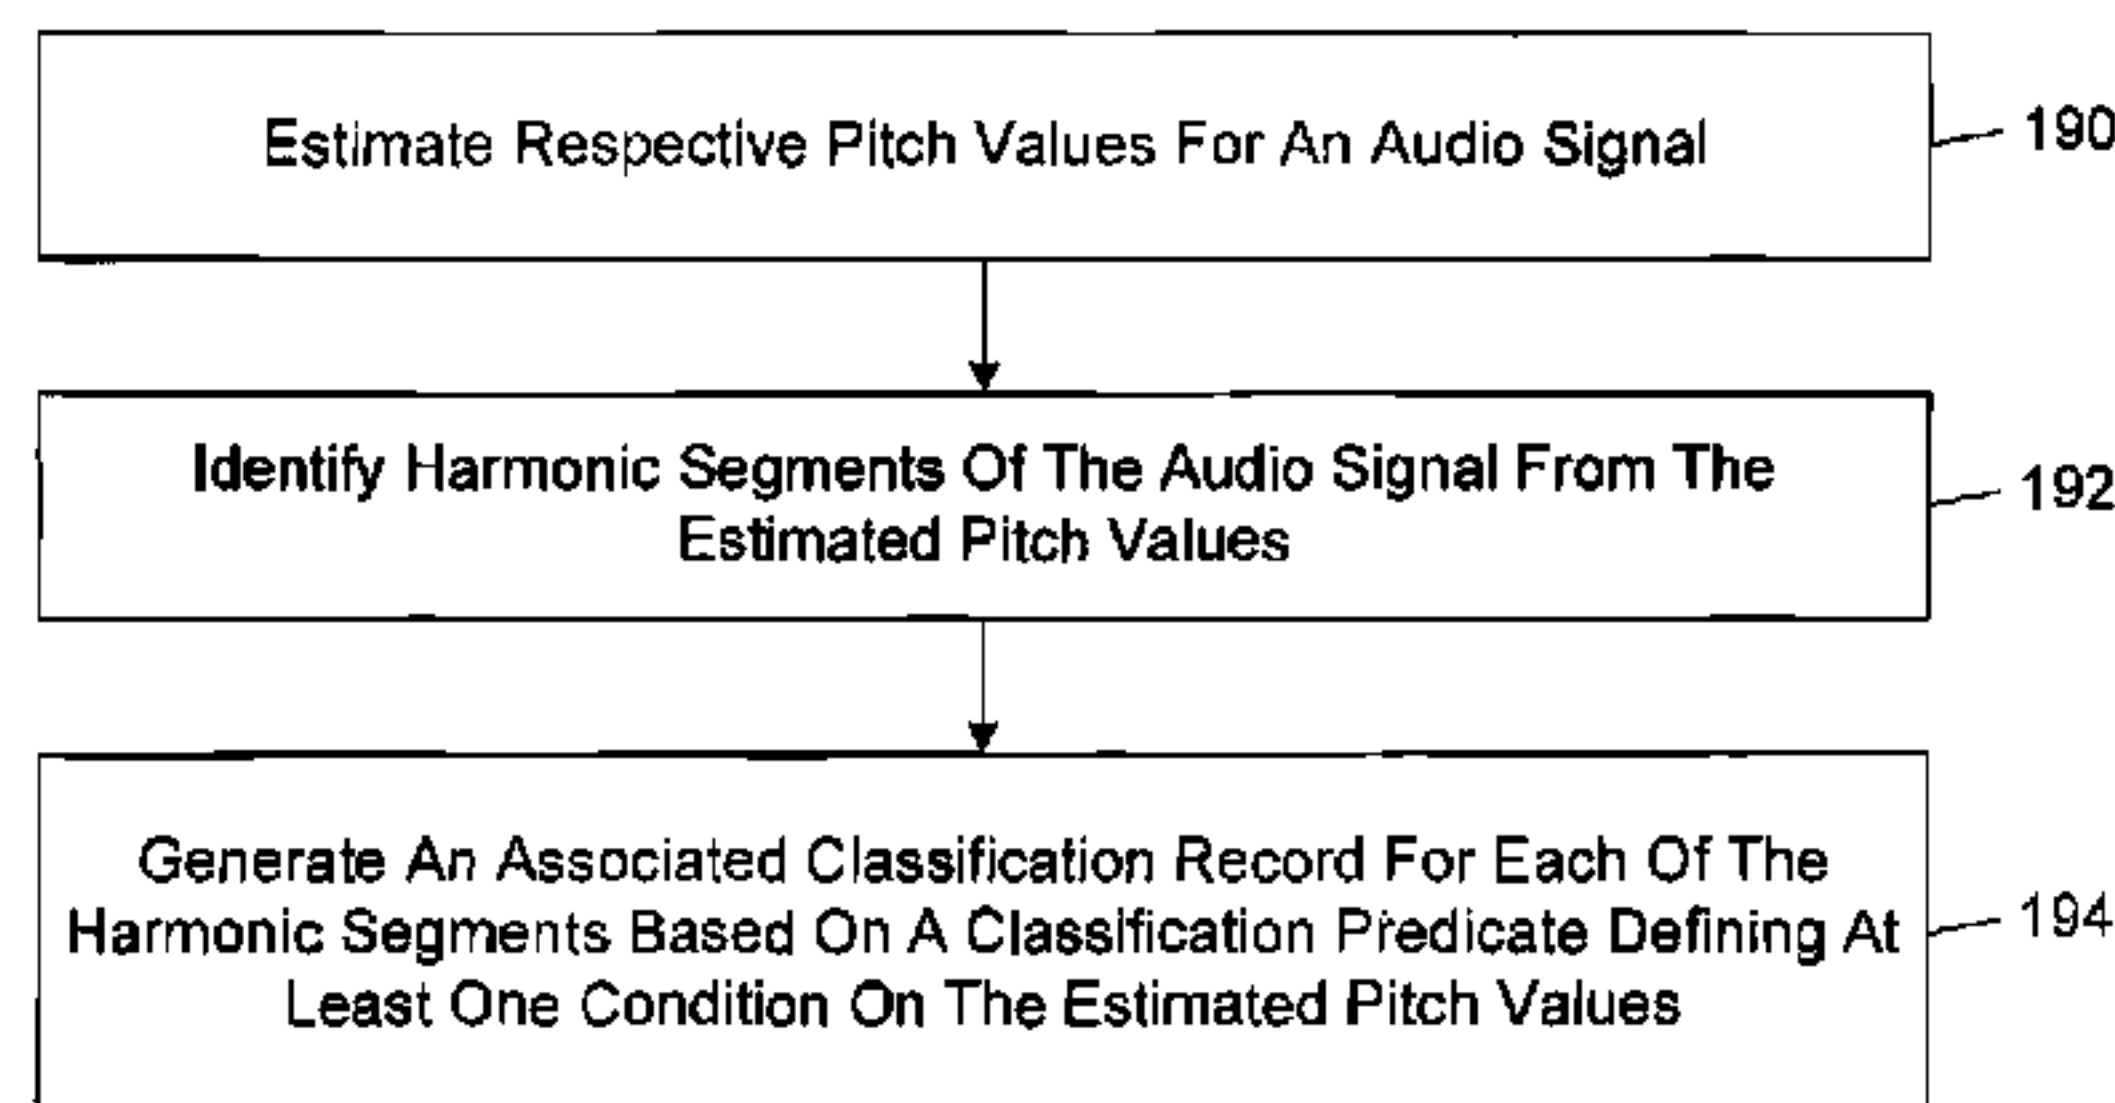 Estimate Respective Pitch Values For An Audio Signal
190
Identify Harmonic Segments Of The Audio Signal From The
Estimated Pitch Values
192
Generate An Associated Classification Record For Each Of The
Harmonic Segments Based On A Classification Predicate Defining At
Least One Condition On The Estimated Pitch Values
194